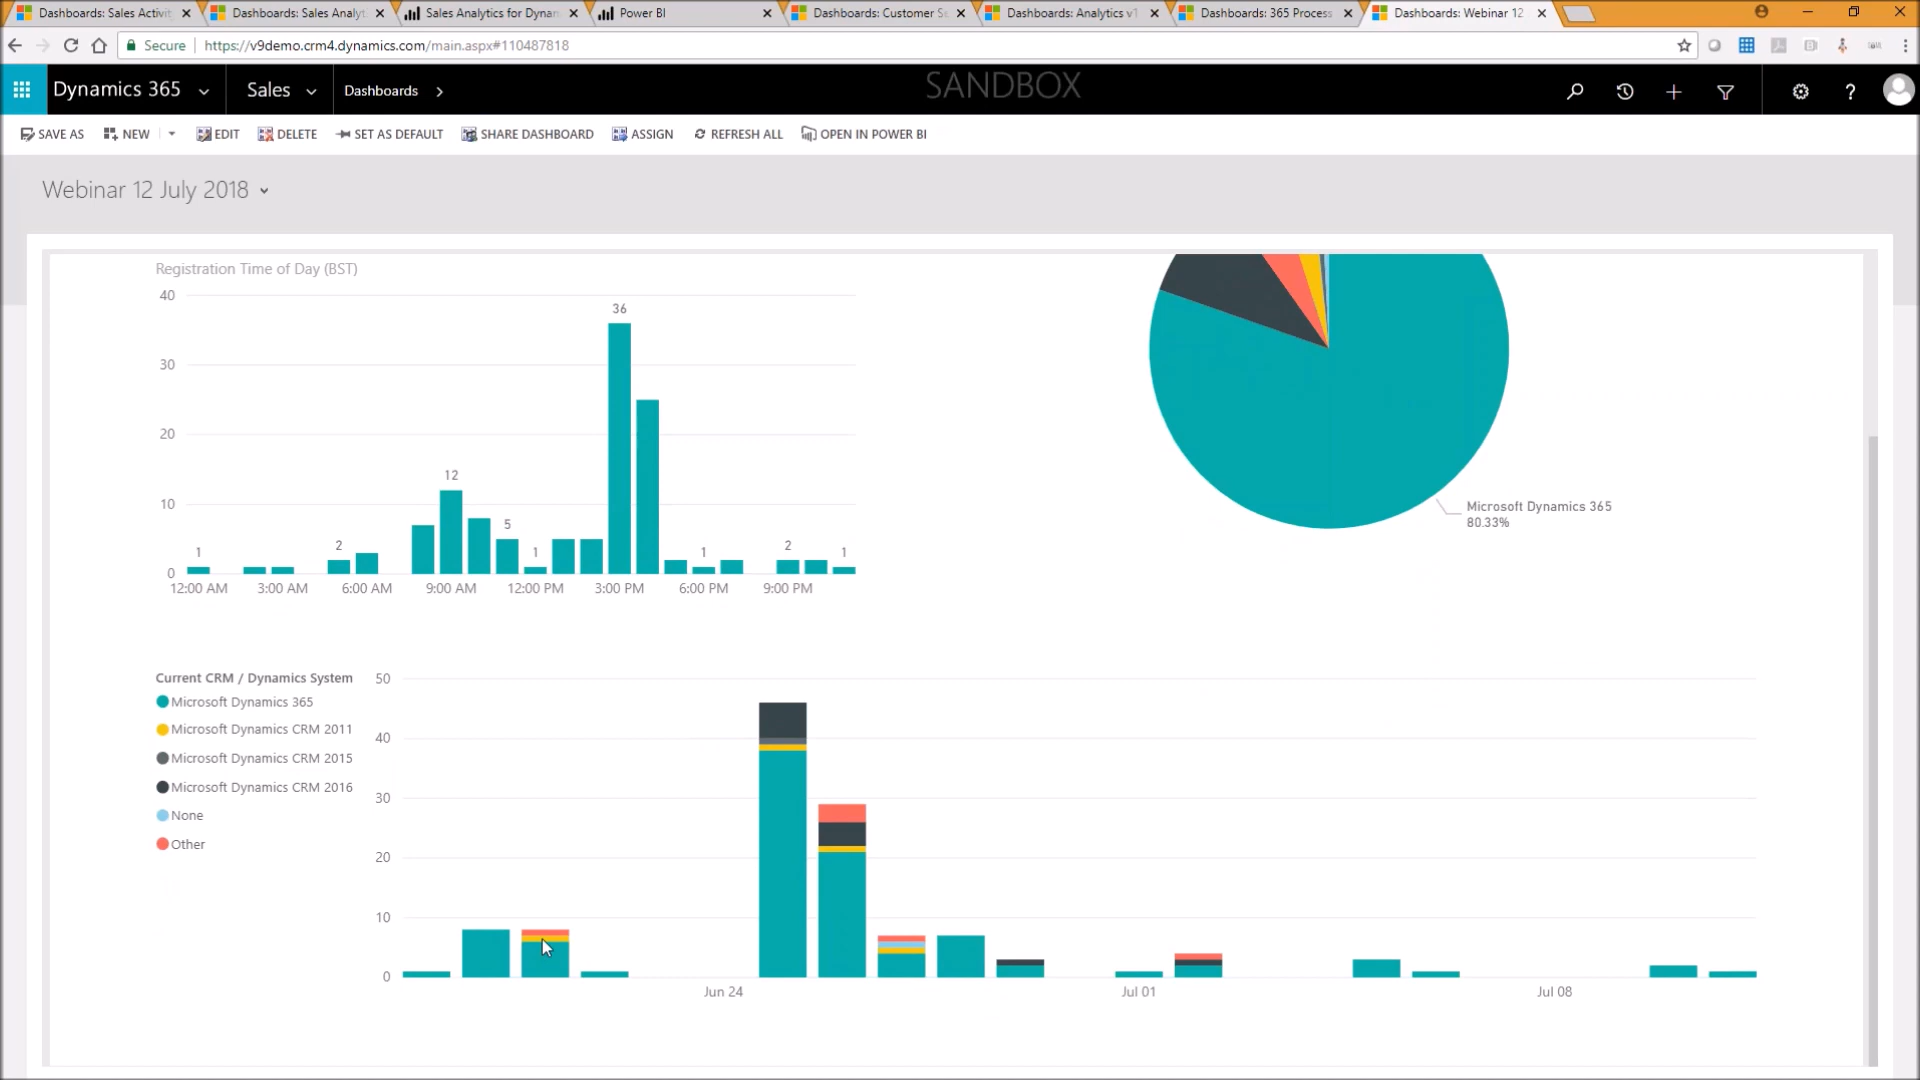 Dashboards: Sales Activit
Dashboards: Sales Analyt
Sales Analytics for Dynam
Power BI
Dashboards: Customer Se
Dashboards: Analytics v1
Dashboards: 365 Process
Dashboards: Webinar 12
Secure
https://v9demo.crm4.dynamics.com/main.aspx#110487818
Dynamics 365
Sales
Dashboards
SANDBOX
SAVE AS
NEW
EDIT
DELETE
SET AS DEFAULT
SHARE DASHBOARD
ASSIGN
REFRESH ALL
OPEN IN POWER BI
Webinar 12 July 2018
Registration Time of Day (BST)
40
30
20
10
0
1
2
12
5
1
36
1
2
1
12:00 AM
3:00 AM
6:00 AM
9:00 AM
12:00 PM
3:00 PM
6:00 PM
9:00 PM
Microsoft Dynamics 365
80.33%
Current CRM / Dynamics System
Microsoft Dynamics 365
Microsoft Dynamics CRM 2011
Microsoft Dynamics CRM 2015
Microsoft Dynamics CRM 2016
None
Other
50
40
30
20
10
0
Jun 24
Jul 01
Jul 08